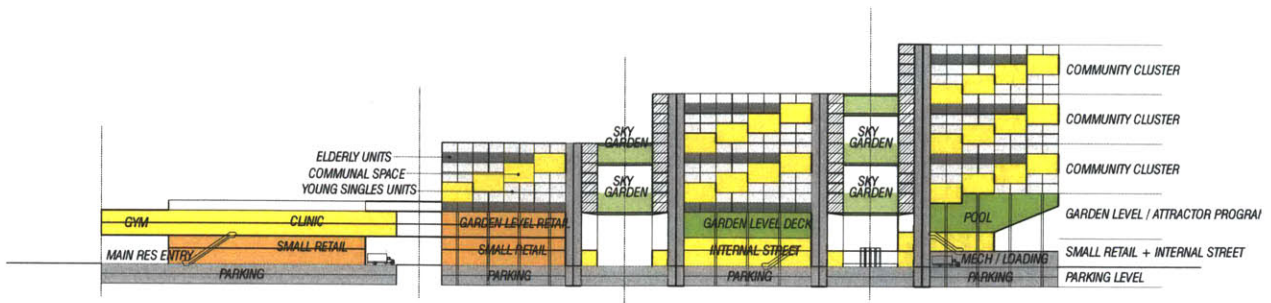 COMMUNITY CLUSTER
COMMUNITY CLUSTER
COMMUNITY CLUSTER
SKY
GARDEN
SKY
GARDEN
SKY
GARDEN
SKY
GARDEN
ELDERLY UNITS
COMMUNAL SPACE
YOUNG SINGLES UNITS
GYM
CLINIC
GARDEN LEVEL RETAIL
GARDEN LEVEL DECK
POOL
GARDEN LEVEL / ATTRACTOR PROGRA
MAIN RES ENTRY
SMALL RETAIL
SMALL RETAIL
INTERNAL STREET
MECH / LOADING
SMALL RETAIL + INTERNAL STREET
PARKING
PARKING
PARKING
PARKING
PARKING LEVEL